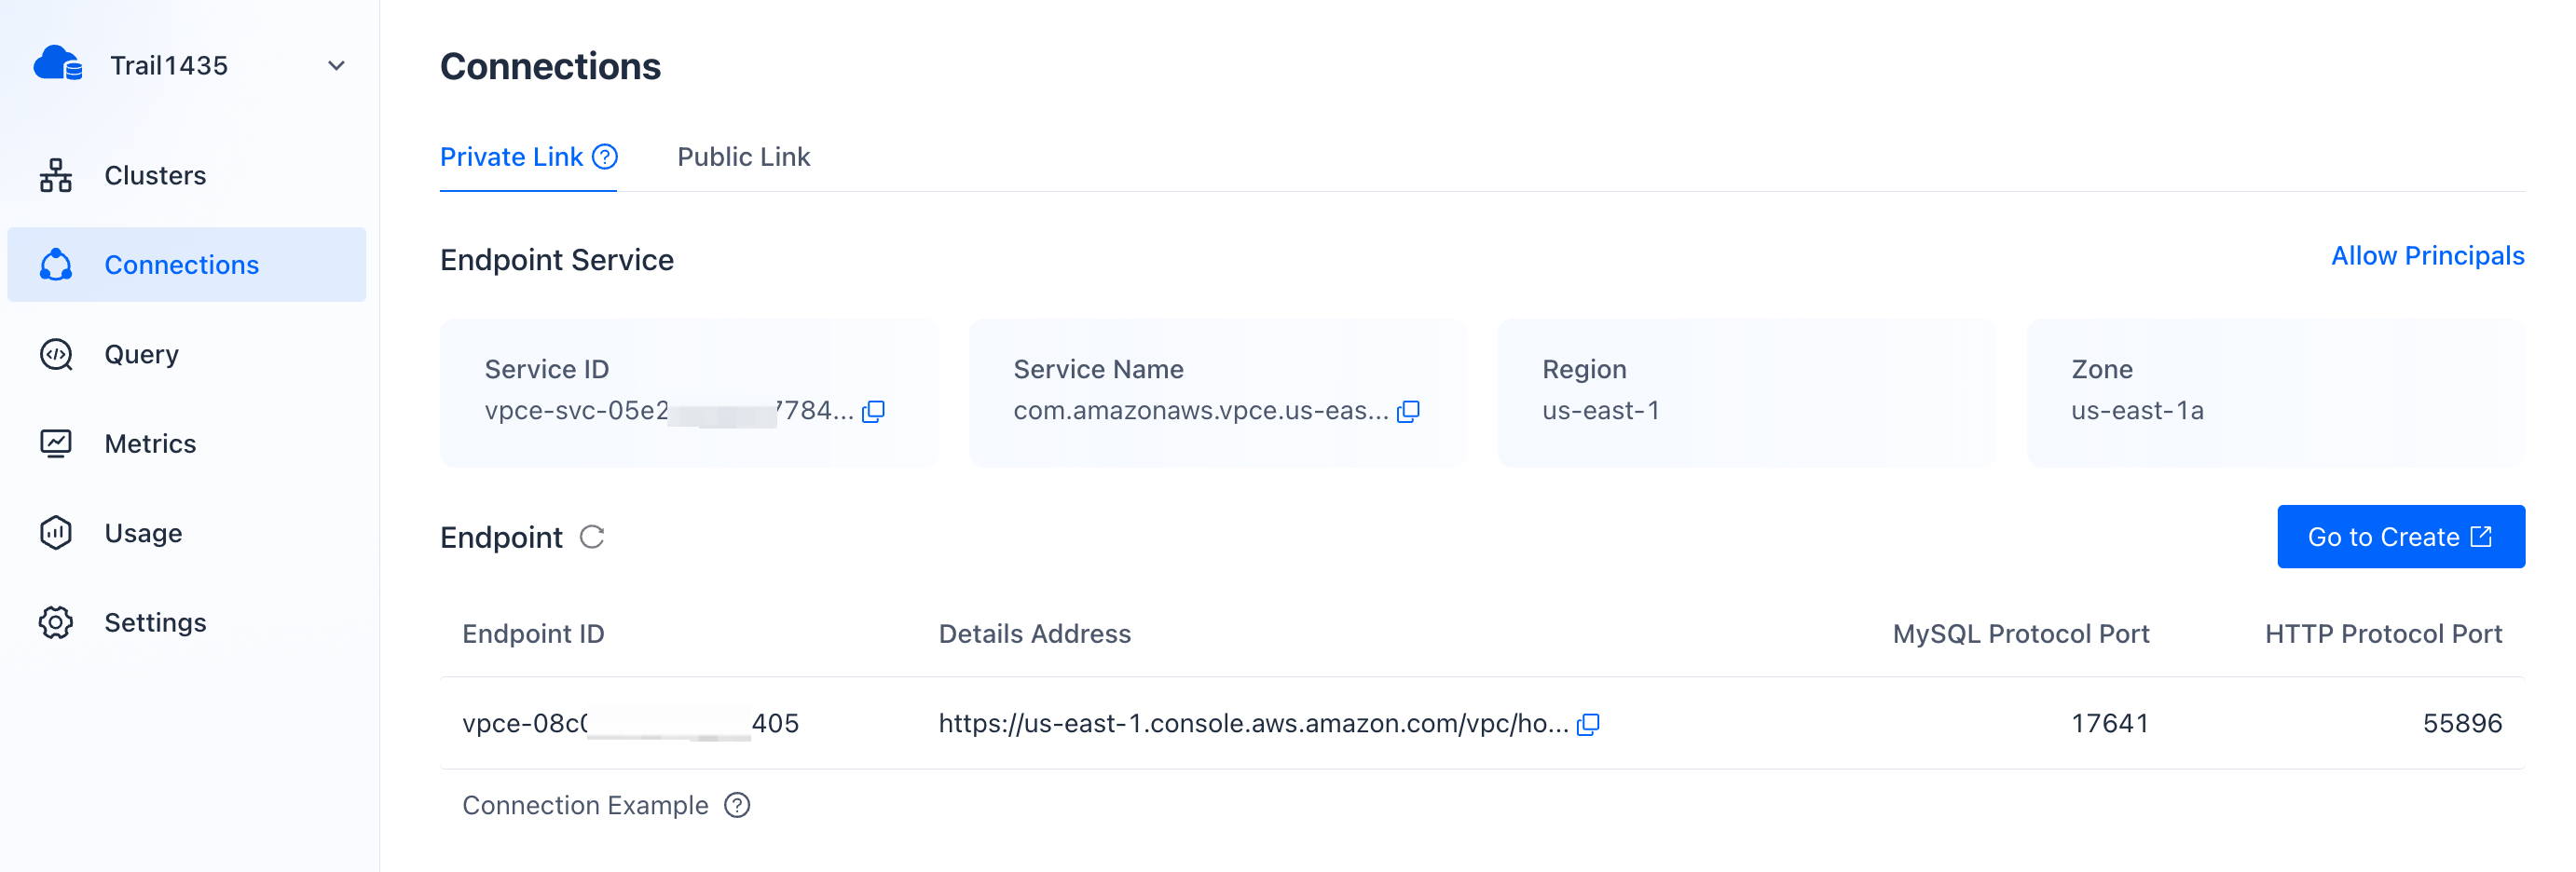 Trail1435
Clusters
Connections
Query
Metrics
Usage
Settings
Connections
Private Link Public Link
Endpoint Service Allow Principals
Service ID
vpce-svc-05e2 7784...
Service Name
com.amazonaws.vpce.us-eas...
Region
us-east-1
Zone
us-east-1a
Endpoint Go to Create
Endpoint ID Details Address MySQL Protocol Port HTTP Protocol Port
vpce-08c 405 https://us-east-1.console.aws.amazon.com/vpc/ho... 17641 55896
Connection Example